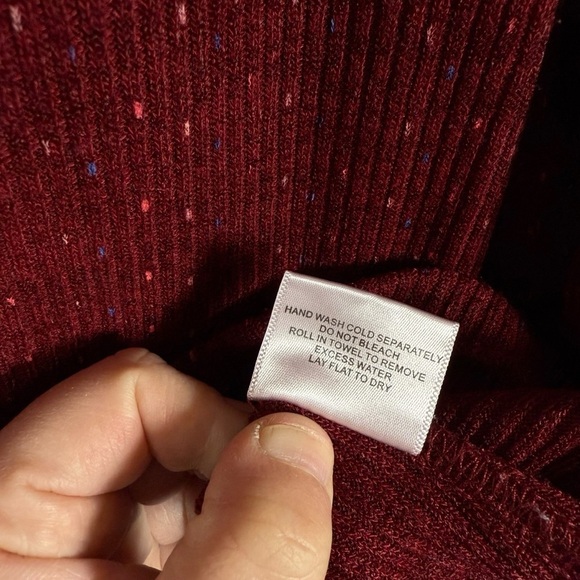 HAND WASH COLD SEPARATELY
DO NOT BLEACH
ROLL IN TOWEL TO REMOVE
EXCESS WATER
LAY FLAT TO DRY